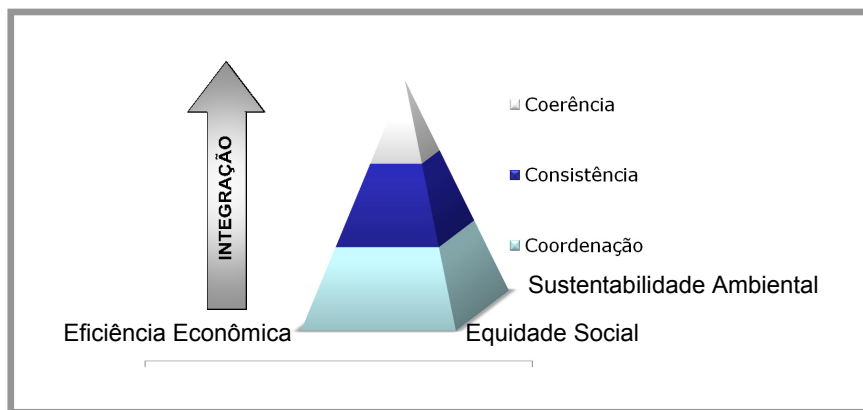 INTEGRAÇÃO
Coerência
Consistência
Coordenação
Sustentabilidade Ambiental
Eficiência Econômica
Equidade Social